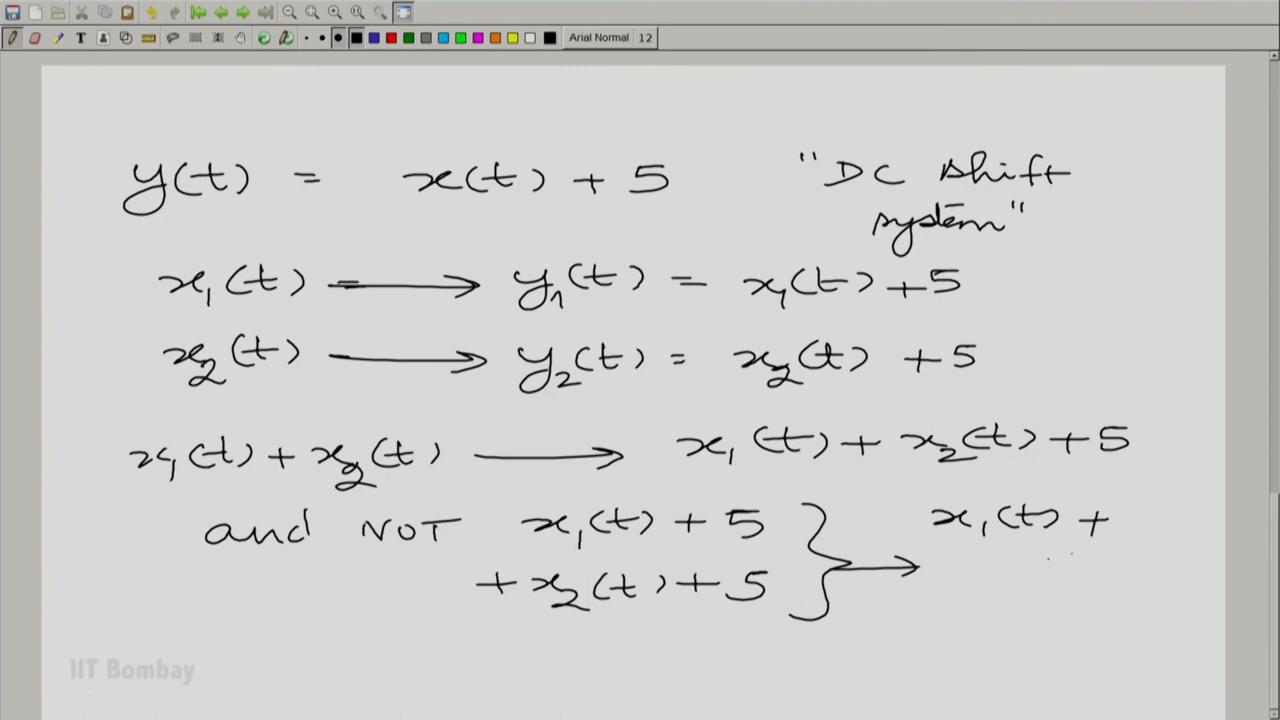 Arial Normal 12
y(t) = x(t) + 5 "DC shift
system"
x₁(t) ⟶ y₁(t) = x₁(t) + 5
x₂(t) ⟶ y₂(t) = x₂(t) + 5
x₁(t) + x₂(t) ⟶ x₁(t) + x₂(t) + 5
and NOT x₁(t) + 5 } ⟶ x₁(t) +
+ x₂(t) + 5
IIT Bombay